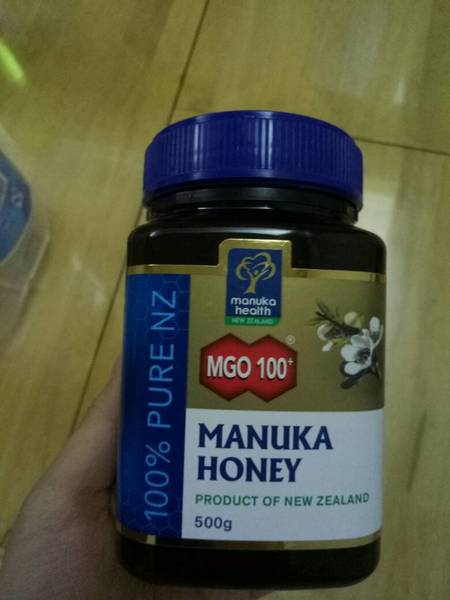 manuka
health
NEW ZEALAND
MGO 100+
®
100% PURE NZ
MANUKA
HONEY
PRODUCT OF NEW ZEALAND
500g